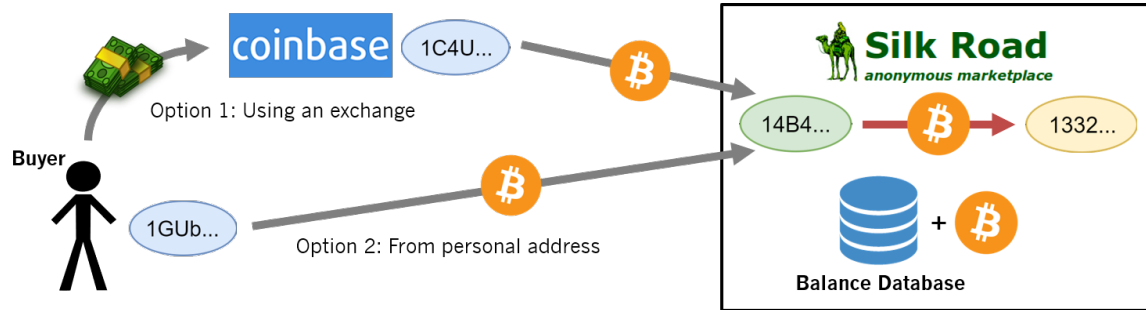 coinbase
1C4U...
Option 1: Using an exchange
Buyer
1GUb...
Option 2: From personal address
Silk Road
anonymous marketplace
14B4...
1332...
+
Balance Database